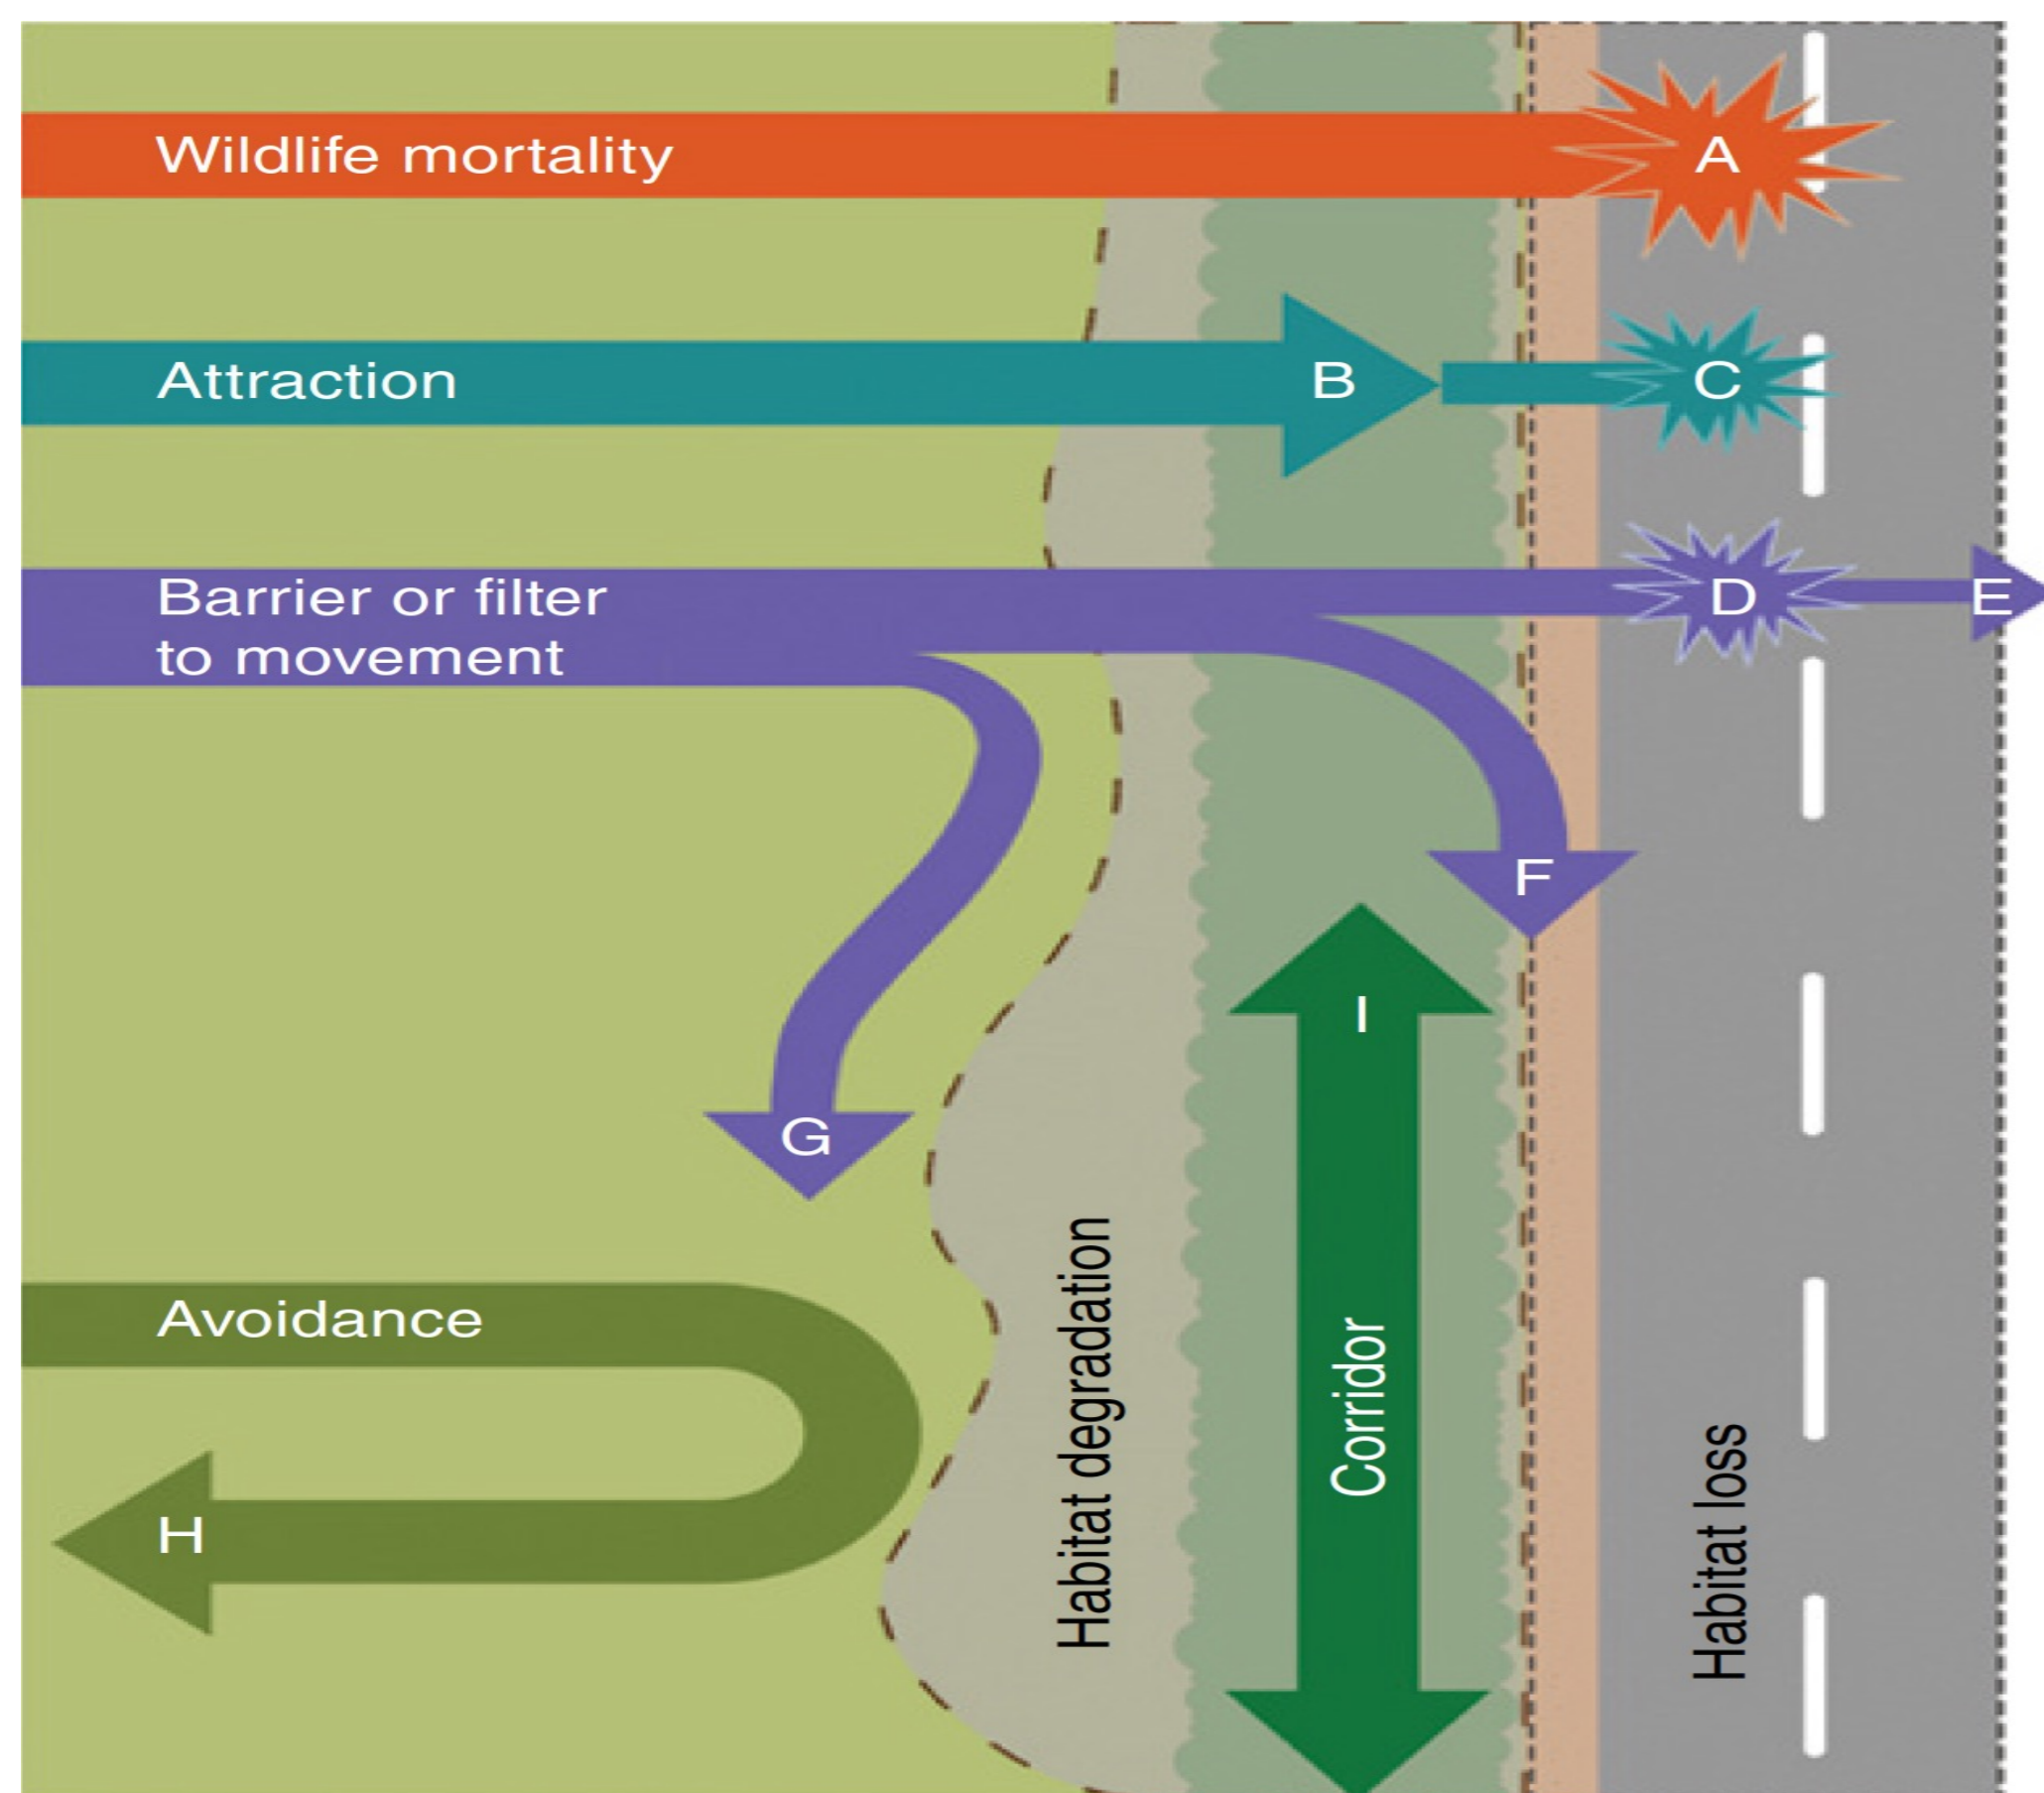 Wildlife mortality
A
Attraction
B
C
Barrier or filter
to movement
D
E
F
G
I
Avoidance
H
Habitat degradation
Corridor
Habitat loss